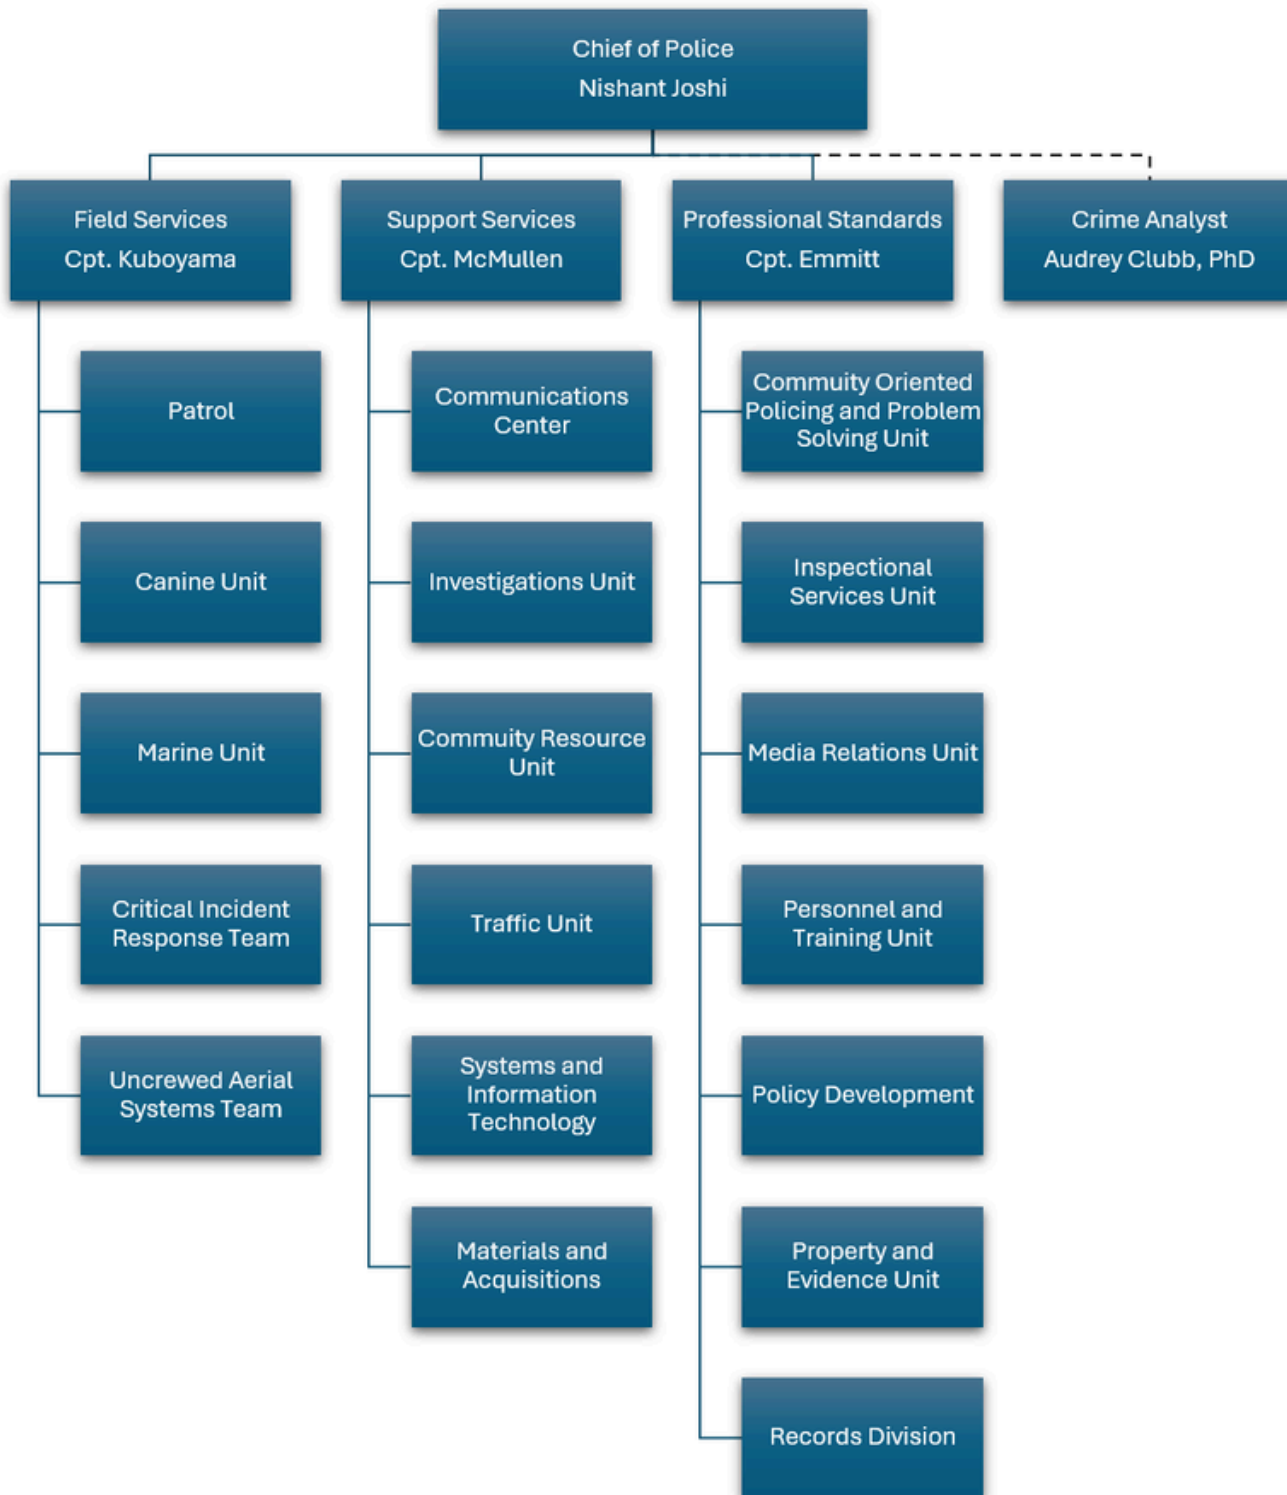 Chief of Police
Nishant Joshi
Field Services
Cpt. Kuboyama
Support Services
Cpt. McMullen
Professional Standards
Cpt. Emmitt
Crime Analyst
Audrey Clubb, PhD
Patrol
Canine Unit
Marine Unit
Critical Incident
Response Team
Uncrewed Aerial
Systems Team
Communications
Center
Investigations Unit
Commuity Resource
Unit
Traffic Unit
Systems and
Information
Technology
Materials and
Acquisitions
Commuity Oriented
Policing and Problem
Solving Unit
Inspectional
Services Unit
Media Relations Unit
Personnel and
Training Unit
Policy Development
Property and
Evidence Unit
Records Division